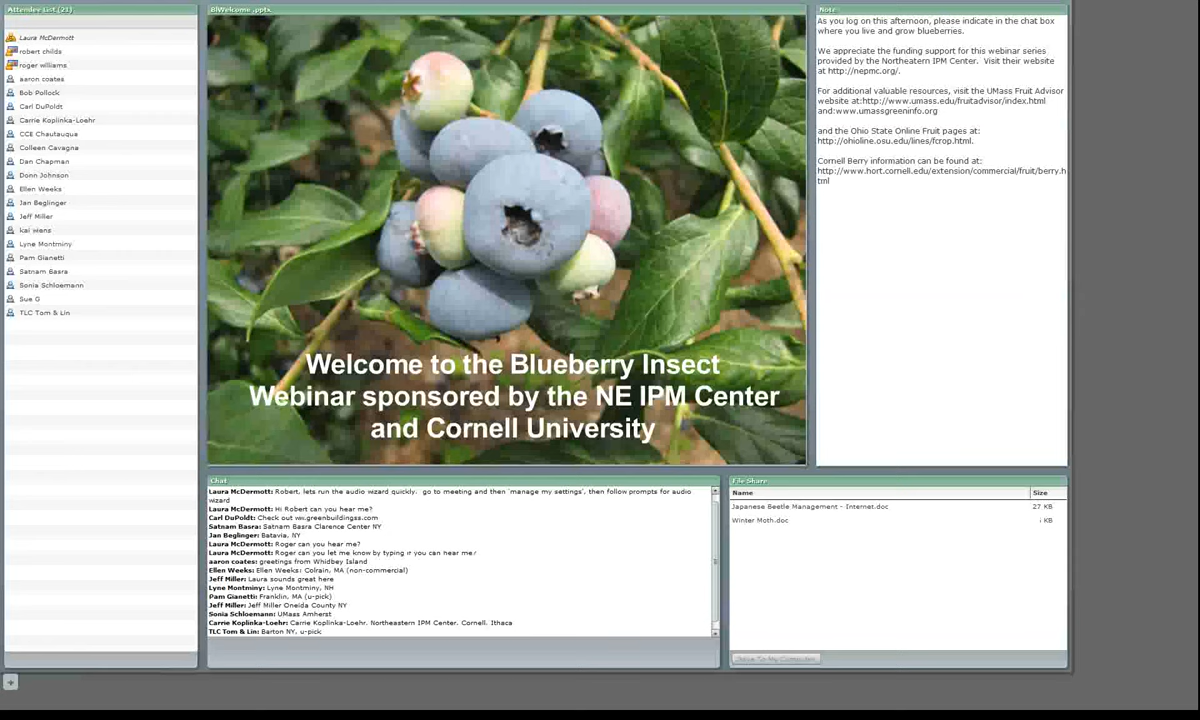 Attendee List (21)
Laura McDermott
robert childs
roger williams
aaron coates
Bob Pollock
Carl DuPoldt
Carrie Koplinka-Loehr
CCE Chautauqua
Colleen Cavagna
Dan Chapman
Donn Johnson
Ellen Weeks
Jan Beglinger
Jeff Miller
kai wens
Lyne Montminy
Pam Gianetti
Satnam Basra
Sonia Schloemann
Sue G
TLC Tom & Lin
BIWelcome .pptx
Welcome to the Blueberry Insect
Webinar sponsored by the NE IPM Center
and Cornell University
Note
As you log on this afternoon, please indicate in the chat box
where you live and grow blueberries.
We appreciate the funding support for this webinar series
provided by the Northeatern IPM Center. Visit their website
at http://nepmc.org/.
For additional valuable resources, visit the UMass Fruit Advisor
website at:http://www.umass.edu/fruitadvisor/index.html
and:www.umassgreeninfo.org
and the Ohio State Online Fruit pages at:
http://ohioline.osu.edu/lines/fcrop.html.
Cornell Berry information can be found at:
http://www.hort.cornell.edu/extension/commercial/fruit/berry.h
tml
Chat
Laura McDermott: Robert, lets run the audio wizard quickly. go to meeting and then 'manage my settings', then follow prompts for audio
wizard
Laura McDermott: Hi Robert can you hear me?
Carl DuPoldt: Check out ww.greenbuildingss.com
Satnam Basra: Satnam Basra Clarence Center NY
Jan Beglinger: Batavia, NY
Laura McDermott: Roger can you hear me?
Laura McDermott: Roger can you let me know by typing if you can hear me?
aaron coates: greetings from Whidbey Island
Ellen Weeks: Ellen Weeks: Colrain, MA (non-commercial)
Jeff Miller: Laura sounds great here
Lyne Montminy: Lyne Montminy, NH
Pam Gianetti: Franklin, MA (u-pick)
Jeff Miller: Jeff Miller Oneida County NY
Sonia Schloemann: UMass Amherst
Carrie Koplinka-Loehr: Carrie Koplinka-Loehr, Northeastern IPM Center, Cornell, Ithaca
TLC Tom & Lin: Barton NY, u-pick
File Share
Name Size
Japanese Beetle Management - Internet.doc 27 KB
Winter Moth.doc KB
Save To My Computer